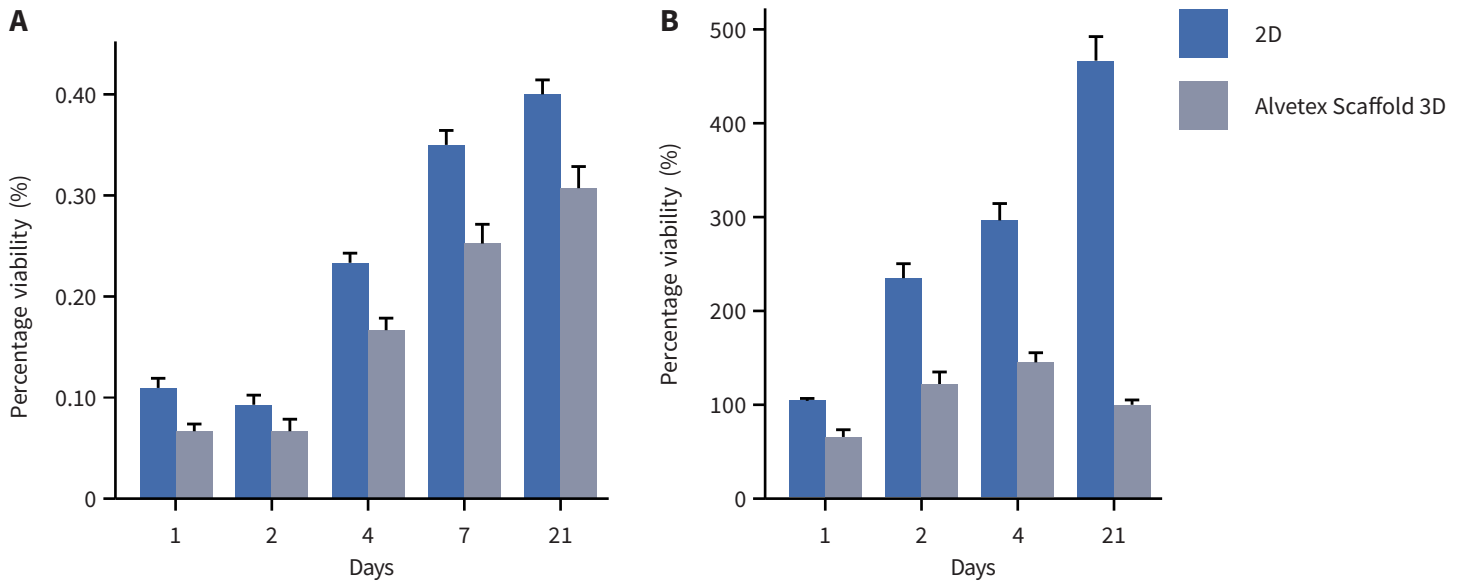 A
Percentage viability (%)
0.40
0.30
0.20
0.10
0
1 2 4 7 21
Days
B
Percentage viability (%)
500
400
300
200
100
0
1 2 4 21
Days
2D
Alvetex Scaffold 3D